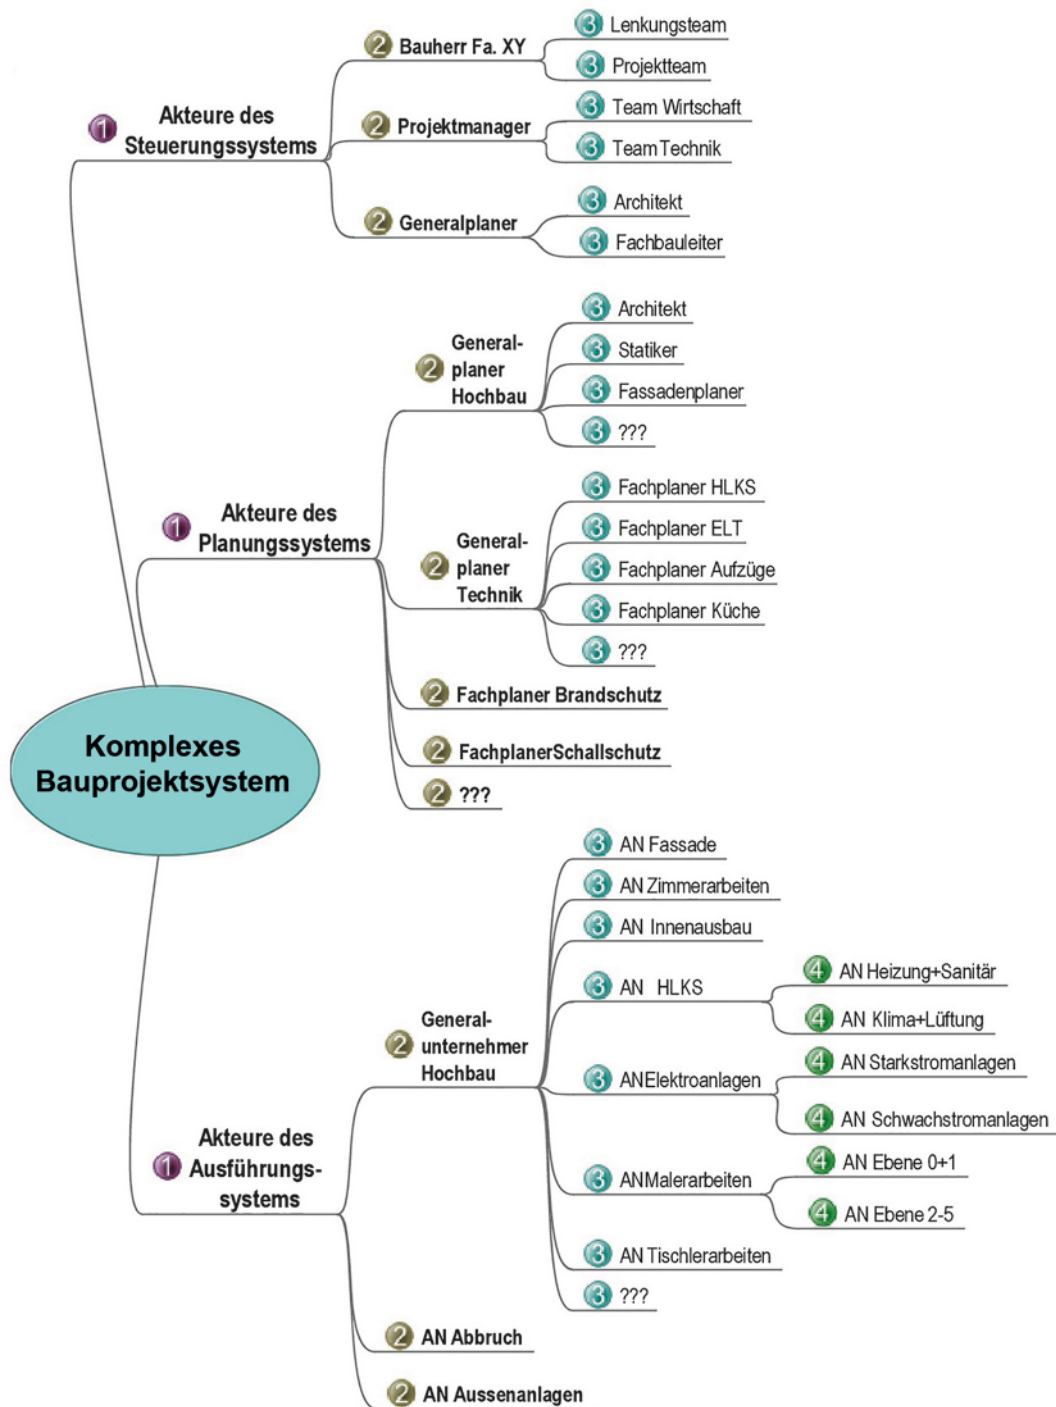 Komplexes
Bauprojektsystem
1 Akteure des
Steuerungssystems
2 Bauherr Fa. XY
3 Lenkungsteam
3 Projektteam
2 Projektmanager
3 Team Wirtschaft
3 Team Technik
2 Generalplaner
3 Architekt
3 Fachbauleiter
1 Akteure des
Planungssystems
2 General-
planer
Hochbau
3 Architekt
3 Statiker
3 Fassadenplaner
3 ???
2 General-
planer
Technik
3 Fachplaner HLKS
3 Fachplaner ELT
3 Fachplaner Aufzüge
3 Fachplaner Küche
3 ???
2 Fachplaner Brandschutz
2 FachplanerSchallschutz
2 ???
1 Akteure des
Ausführungs-
systems
2 General-
unternehmer
Hochbau
3 AN Fassade
3 AN Zimmerarbeiten
3 AN Innenausbau
3 AN HLKS
4 AN Heizung+Sanitär
4 AN Klima+Lüftung
3 ANElektroanlagen
4 AN Starkstromanlagen
4 AN Schwachstromanlagen
3 ANMalerarbeiten
4 AN Ebene 0+1
4 AN Ebene 2-5
3 AN Tischlerarbeiten
3 ???
2 AN Abbruch
2 AN Aussenanlagen